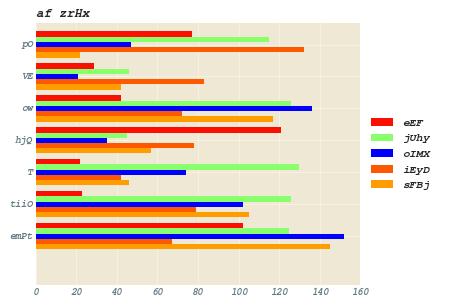 af zrHx
pO
VE
ow
hjQ
T
tiiO
emPt
0 20 40 60 80 100 120 140 160
eEF
jUhy
oIMX
iEyD
sFBj